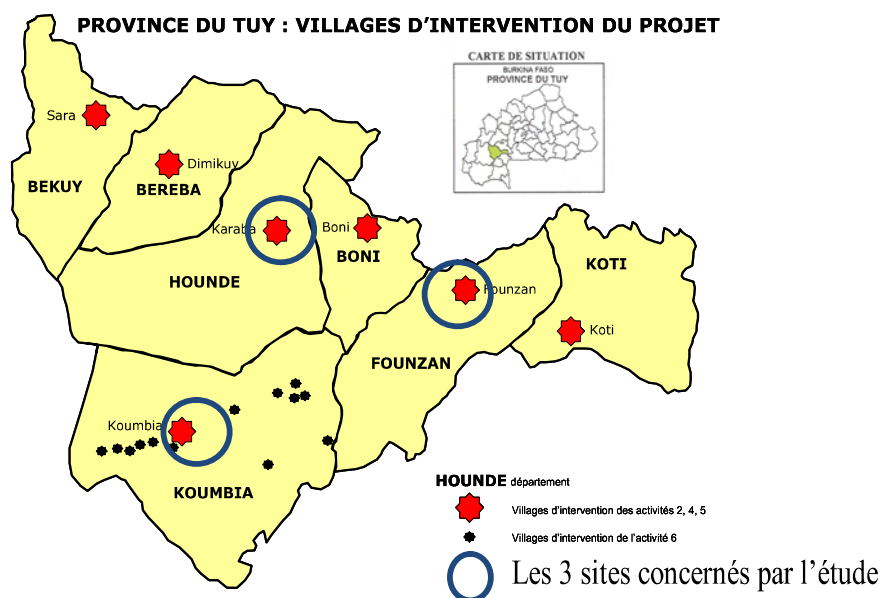 PROVINCE DU TUY : VILLAGES D'INTERVENTION DU PROJET
CARTE DE SITUATION
BURKINA FASO
PROVINCE DU TUY
Sara
Dimikuy
BEKUY
BEREBA
Karaba
Boni
BONI
KOTI
HOUNDE
Founzan
Koti
FOUNZAN
Koumbia
KOUMBIA
HOUNDE département
Villages d'intervention des activités 2, 4, 5
Villages d'intervention de l'activité 6
Les 3 sites concernés par l'étude